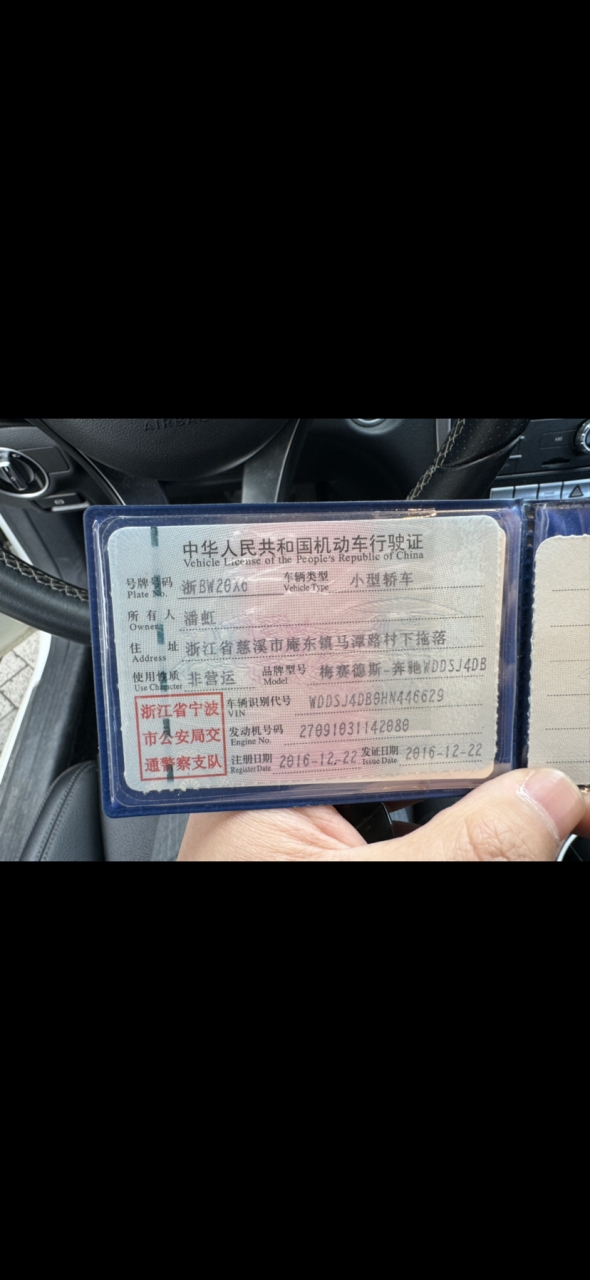 AIRBAG
中华人民共和国机动车行驶证
Vehicle License of the People's Republic of China
号牌号码 浙BW20X6 车辆类型 小型轿车
Plate No. Vehicle Type
所有人 潘虹
Owner
住址 浙江省慈溪市庵东镇马潭路村下拖落
Address
使用性质 非营运 品牌型号 梅赛德斯-奔驰WDDSJ4DB
Use Character Model
浙江省宁波
市公安局交
通警察支队
车辆识别代号 WDDSJ4DB0HN446629
VIN
发动机号码 27091031142080
Engine No.
注册日期 2016-12-22 发证日期 2016-12-22
Register Date Issue Date